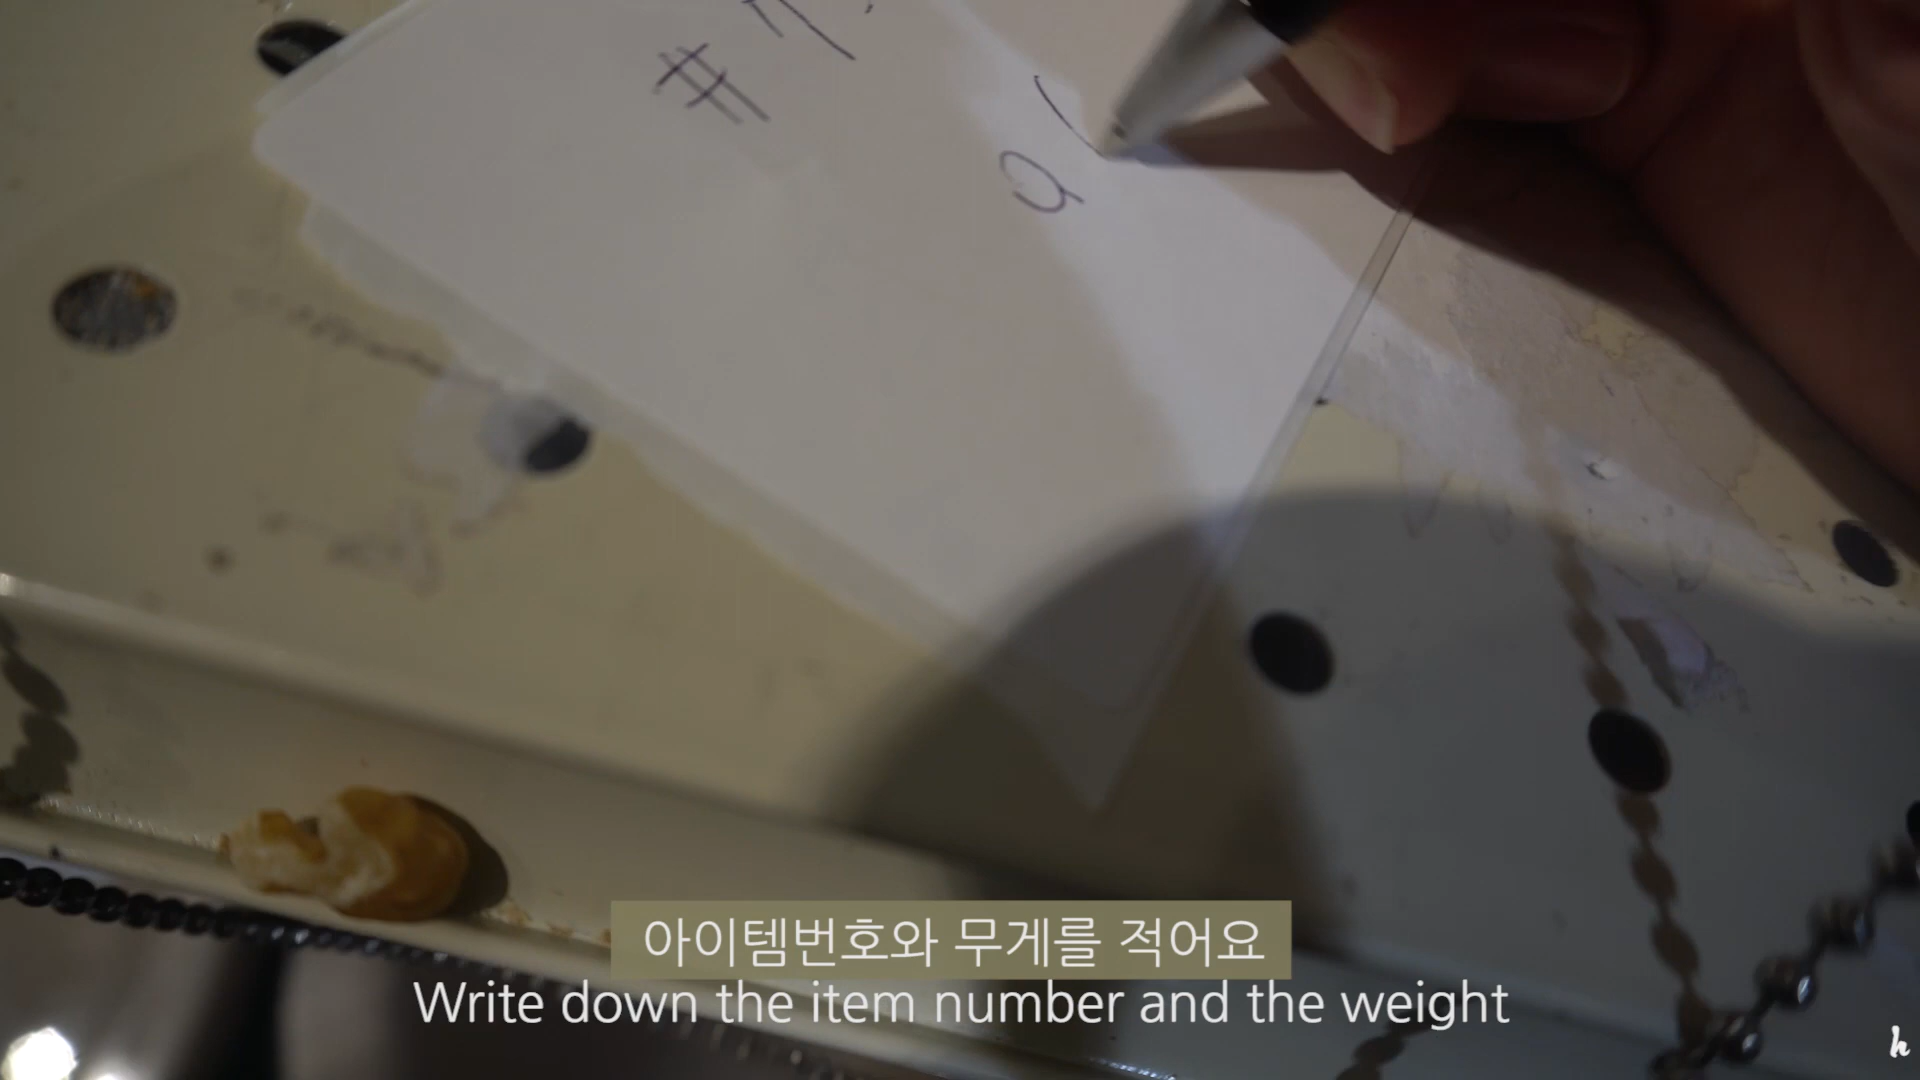 #
아이템번호와 무게를 적어요
Write down the item number and the weight
h